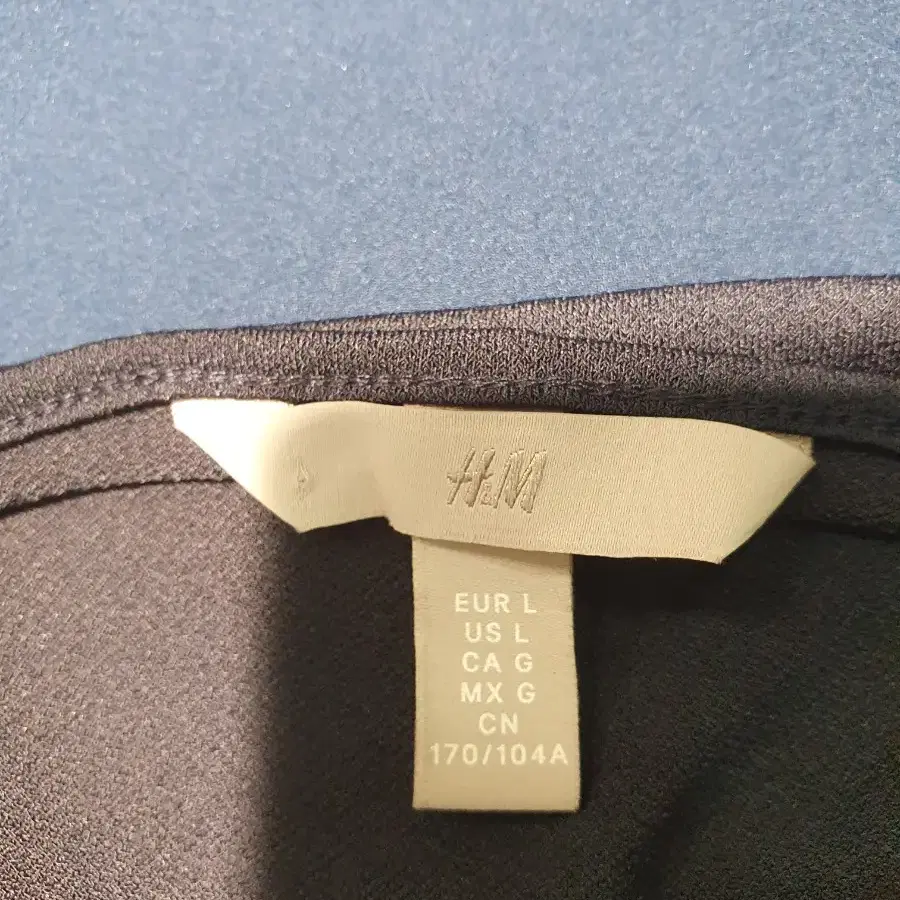 H&M
EUR L
US L
CA G
MX G
CN
170/104A